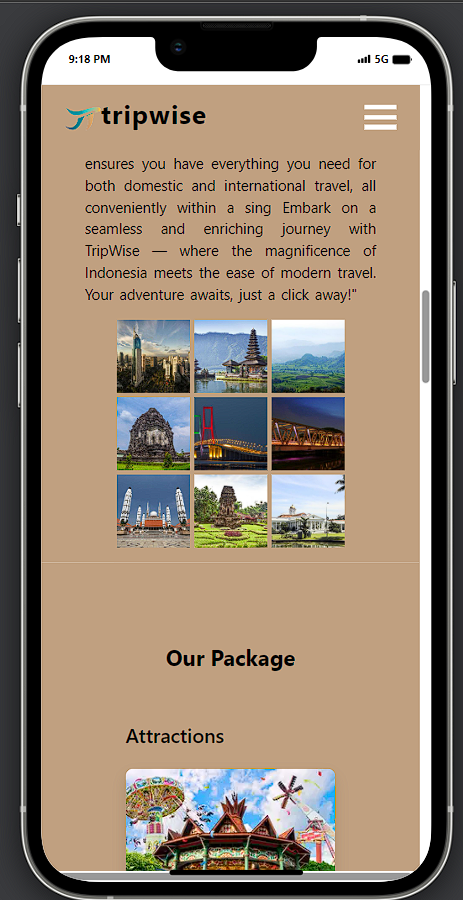 9:18 PM
5G
tripwise
ensures you have everything you need for
both domestic and international travel, all
conveniently within a sing Embark on a
seamless and enriching journey with
TripWise — where the magnificence of
Indonesia meets the ease of modern travel.
Your adventure awaits, just a click away!"
Our Package
Attractions